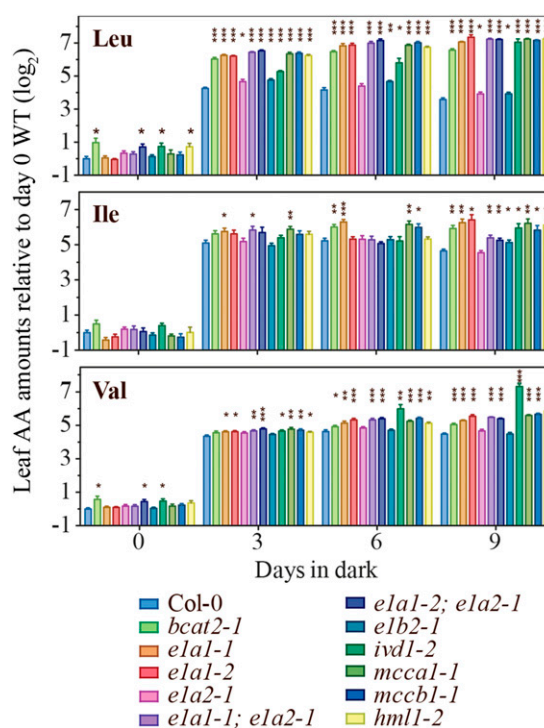 Leaf AA amounts relative to day 0 WT (log₂)
Leu
7
5
3
1
-1
Ile
7
5
3
1
-1
Val
7
5
3
1
-1
0
3
6
9
Days in dark
Col-0
bcat2-1
e1a1-1
e1a1-2
e1a2-1
e1a1-1; e1a2-1
e1a1-2; e1a2-1
e1b2-1
ivd1-2
mcca1-1
mccb1-1
hml1-2